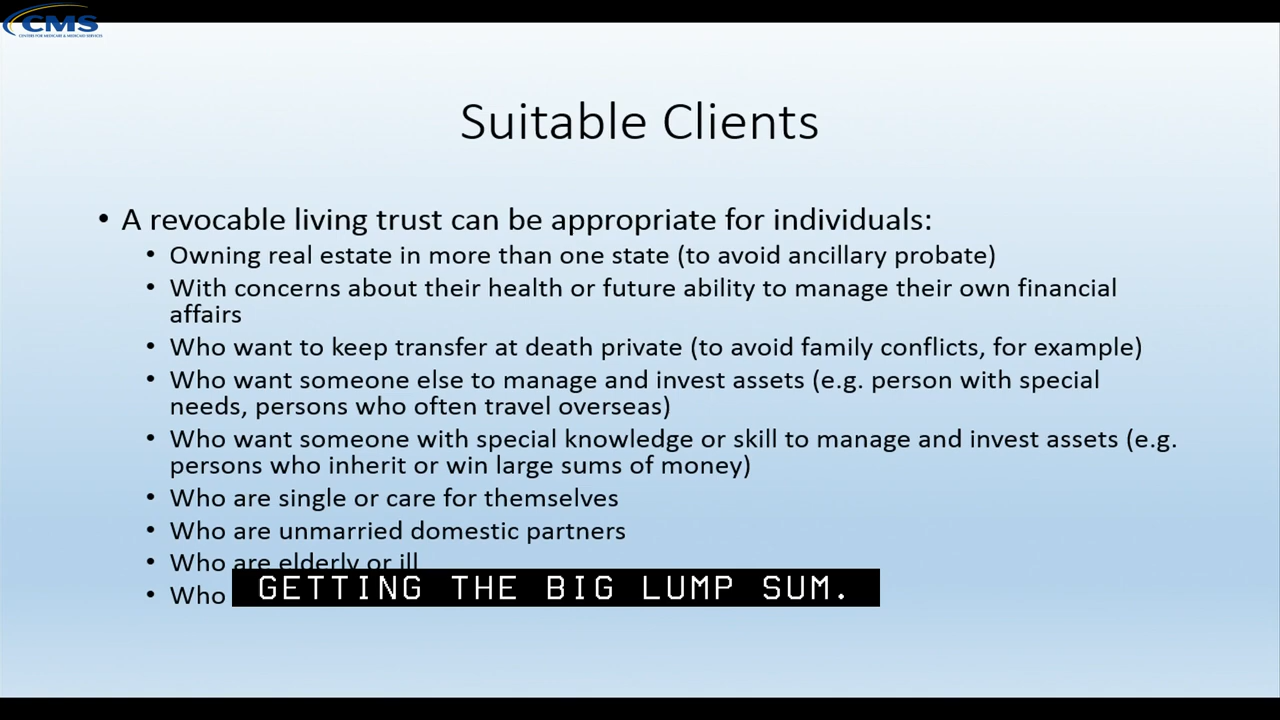 CMS
CENTERS FOR MEDICARE & MEDICAID SERVICES
Suitable Clients
• A revocable living trust can be appropriate for individuals:
• Owning real estate in more than one state (to avoid ancillary probate)
• With concerns about their health or future ability to manage their own financial
affairs
• Who want to keep transfer at death private (to avoid family conflicts, for example)
• Who want someone else to manage and invest assets (e.g. person with special
needs, persons who often travel overseas)
• Who want someone with special knowledge or skill to manage and invest assets (e.g.
persons who inherit or win large sums of money)
• Who are single or care for themselves
• Who are unmarried domestic partners
• Who are elderly or ill
• Who
GETTING THE BIG LUMP SUM.